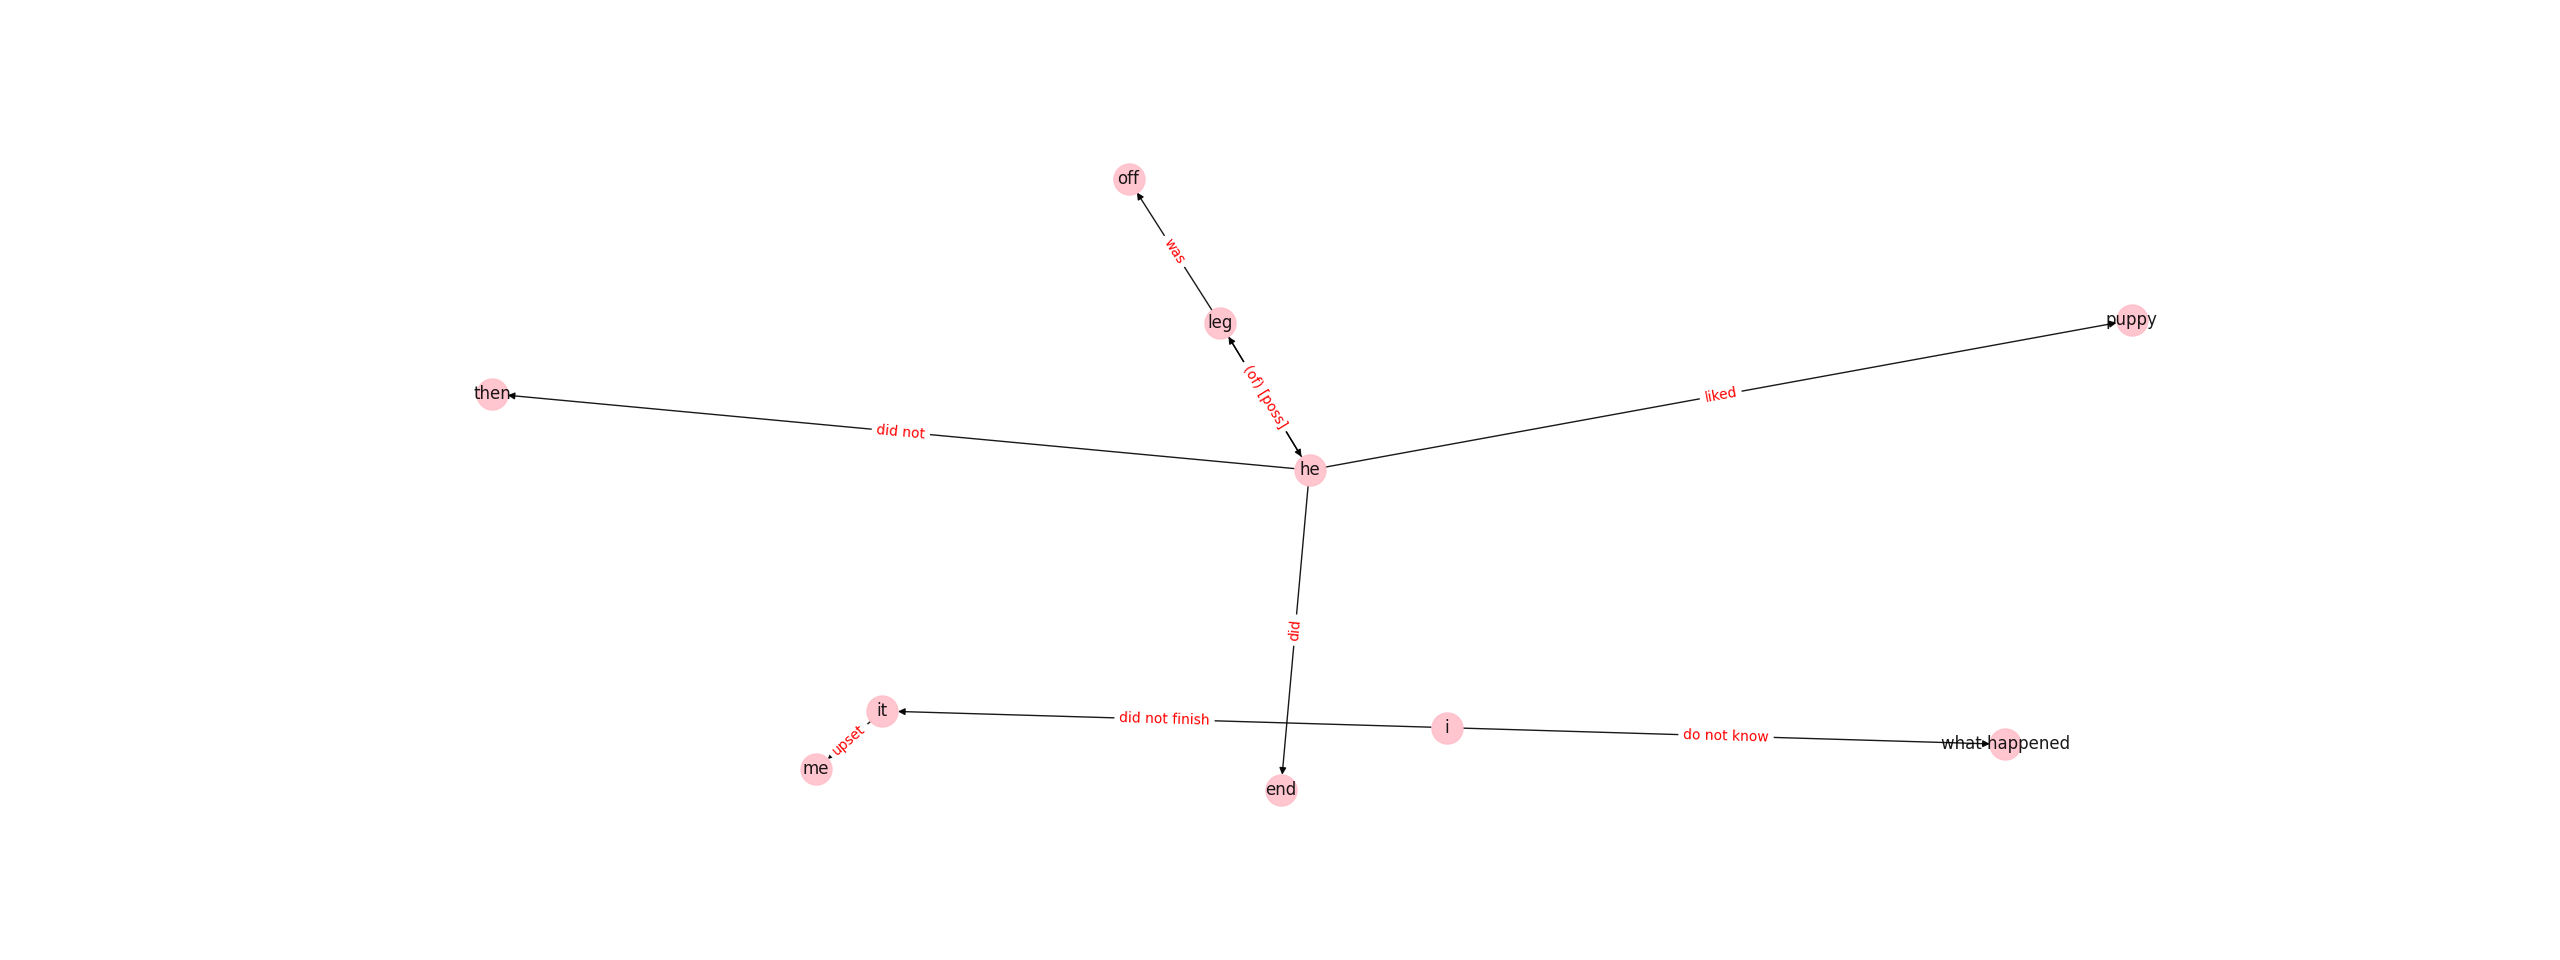 off
was
leg
puppy
(of) [poss]
then
liked
did not
he
did
it
did not finish
i
do not know
what happened
upset
me
end